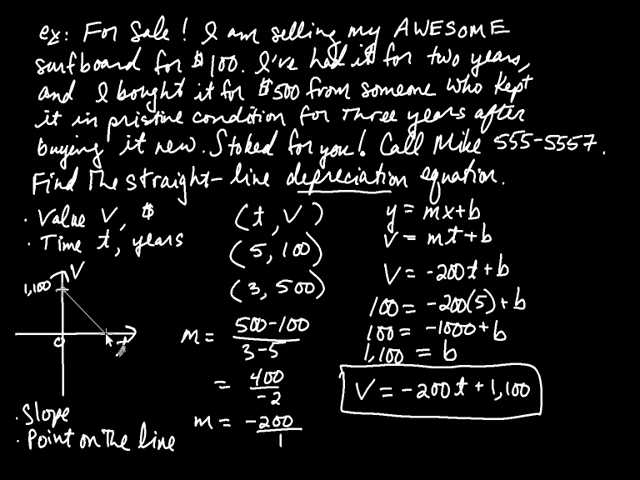 ex: For Sale! I am selling my AWESOME
surfboard for $100. I've had it for two years,
and I bought it for $500 from someone who kept
it in pristine condition for three years after
buying it new. Stoked for you! Call Mike 555-5557.
Find the straight-line depreciation equation.
· Value V, $
· Time t, years
(t, V)
(5, 100)
(3, 500)
m = 500-100
3-5
= 400
-2
m = -200
1
y = mx+b
V = mt+b
V = -200t+b
100 = -200(5)+b
100 = -1000+b
1,100 = b
V = -200t+1,100
V
1,100
0
t
· Slope
· Point on the line